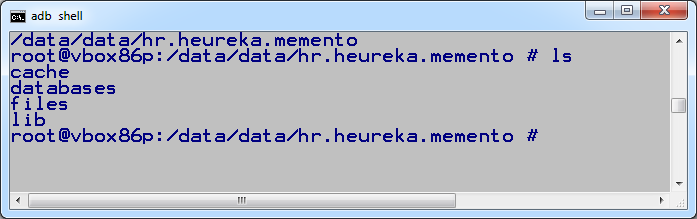 adb shell
/data/data/hr.heureka.memento
root@vbox86p:/data/data/hr.heureka.memento # ls
cache
databases
files
lib
root@vbox86p:/data/data/hr.heureka.memento #